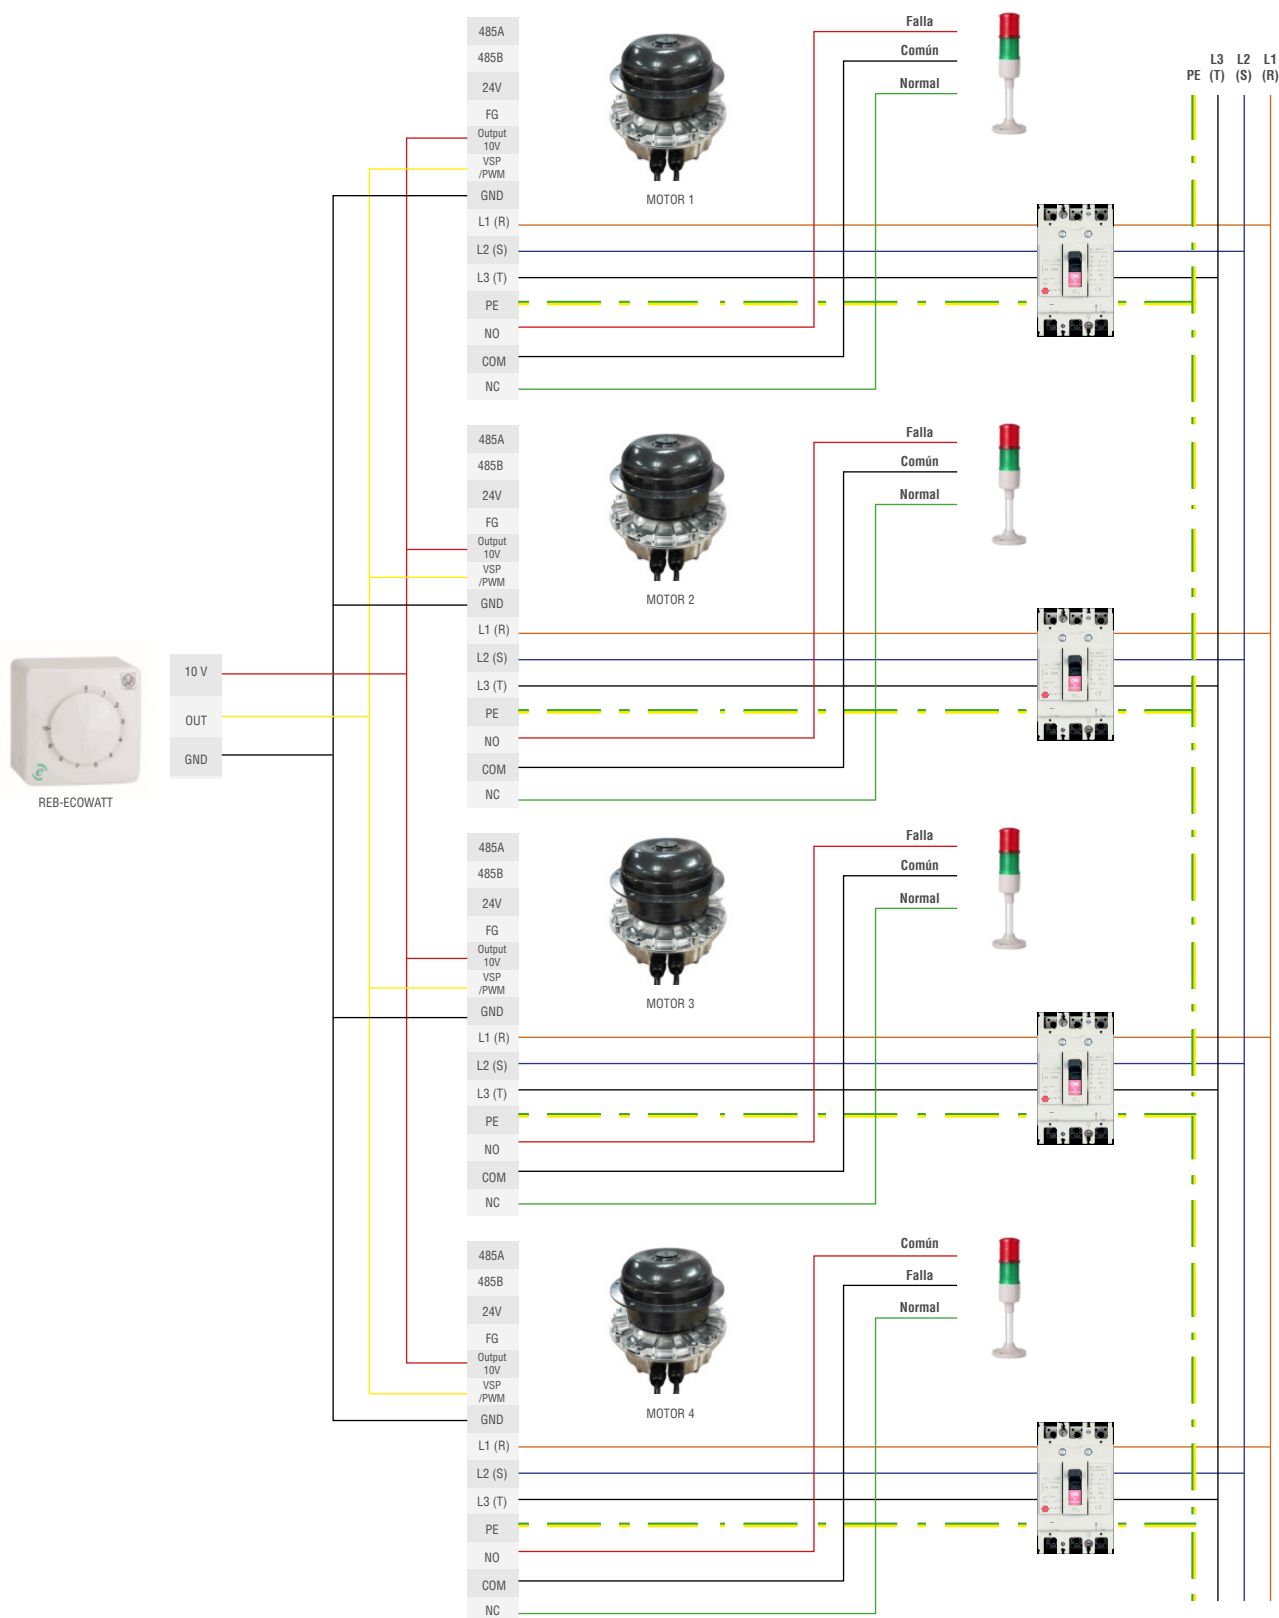 485A
485B
24V
FG
Output
10V
VSP
/PWM
GND
L1 (R)
L2 (S)
L3 (T)
PE
NO
COM
NC
MOTOR 1
Falla
Común
Normal
L3 L2 L1
PE (T) (S) (R)
485A
485B
24V
FG
Output
10V
VSP
/PWM
GND
L1 (R)
L2 (S)
L3 (T)
PE
NO
COM
NC
MOTOR 2
Falla
Común
Normal
10 V
OUT
GND
REB-ECOWATT
485A
485B
24V
FG
Output
10V
VSP
/PWM
GND
L1 (R)
L2 (S)
L3 (T)
PE
NO
COM
NC
MOTOR 3
Falla
Común
Normal
485A
485B
24V
FG
Output
10V
VSP
/PWM
GND
L1 (R)
L2 (S)
L3 (T)
PE
NO
COM
NC
MOTOR 4
Común
Falla
Normal